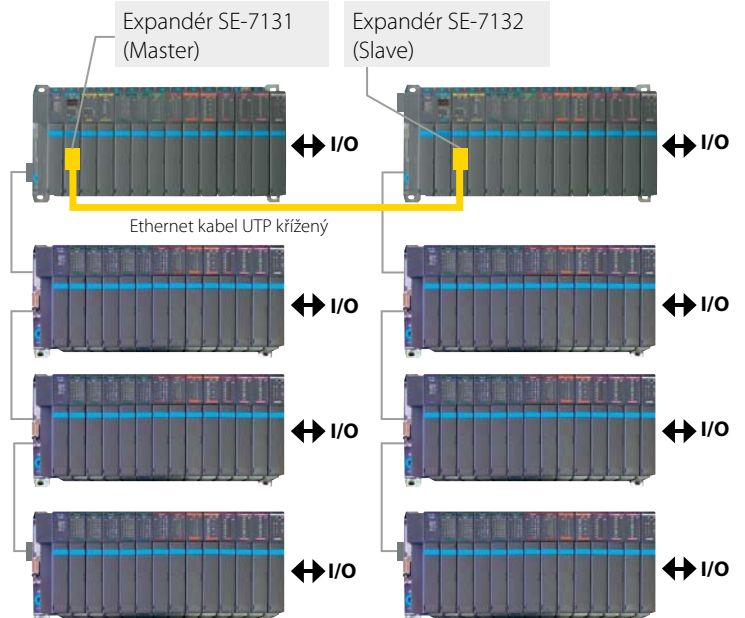 Expandér SE-7131
(Master)
Expandér SE-7132
(Slave)
I/O
I/O
Ethernet kabel UTP křížený
I/O
I/O
I/O
I/O
I/O
I/O